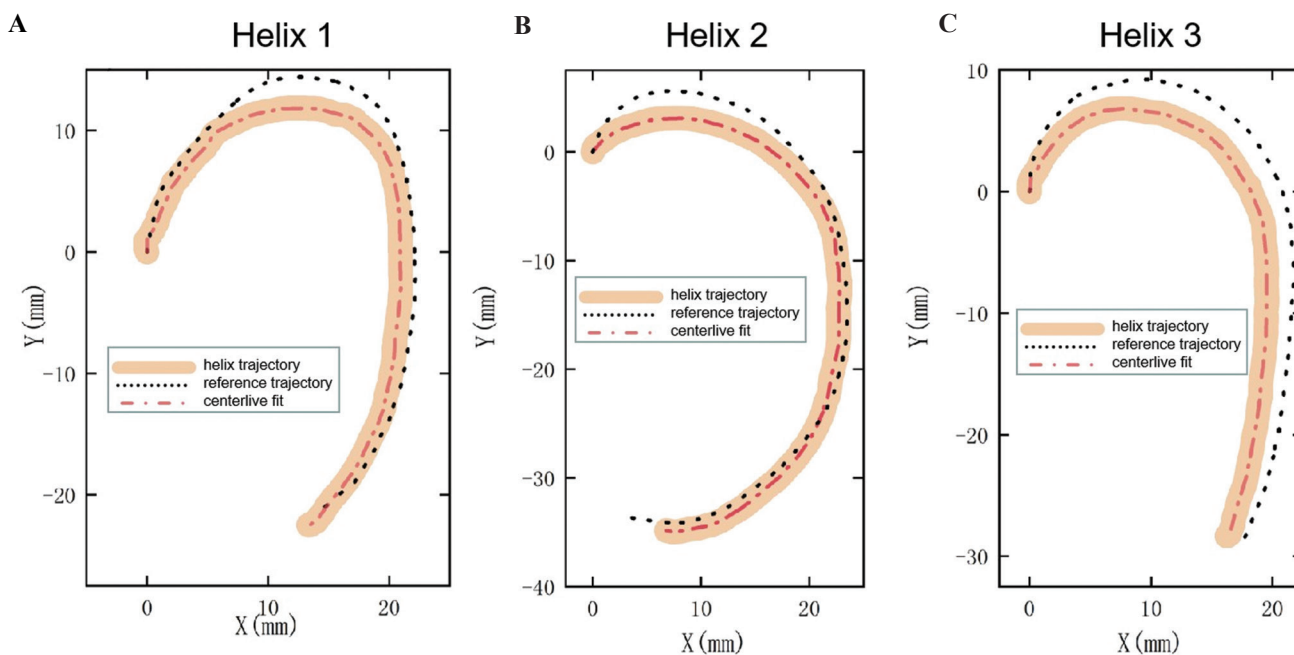 A
Helix 1
10
0
-10
-20
Y(mm)
helix trajectory
reference trajectory
centerlive fit
0
10
20
X(mm)
B
Helix 2
0
-10
-20
-30
-40
Y(mm)
helix trajectory
reference trajectory
centerlive fit
0
10
20
X(mm)
C
Helix 3
10
0
-10
-20
-30
Y(mm)
helix trajectory
reference trajectory
centerlive fit
0
10
20
X(mm)